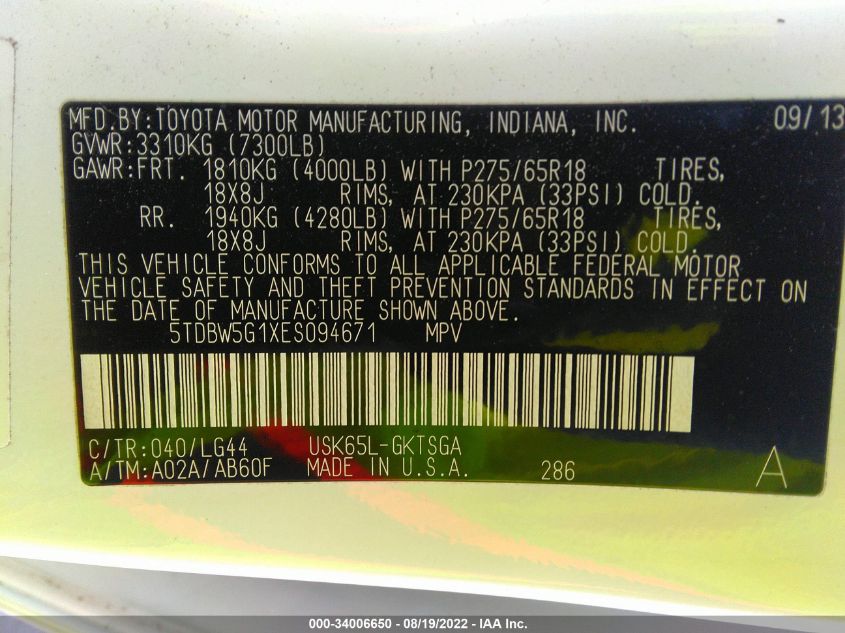 MFD.BY:TOYOTA MOTOR MANUFACTURING, INDIANA, INC. 09/13
GVWR:3310KG (7300LB)
GAWR:FRT. 1810KG (4000LB) WITH P275/65R18 TIRES,
18X8J RIMS, AT 230KPA (33PSI) COLD.
RR. 1940KG (4280LB) WITH P275/65R18 TIRES,
18X8J RIMS, AT 230KPA (33PSI) COLD.
THIS VEHICLE CONFORMS TO ALL APPLICABLE FEDERAL MOTOR
VEHICLE SAFETY AND THEFT PREVENTION STANDARDS IN EFFECT ON
THE DATE OF MANUFACTURE SHOWN ABOVE.
5TDBW5G1XES094671 MPV
C/TR:040/LG44 USK65L-GKTSGA
A/TM:A02A/AB60F MADE IN U.S.A. 286 A
000-34006650 - 08/19/2022 - IAA Inc.